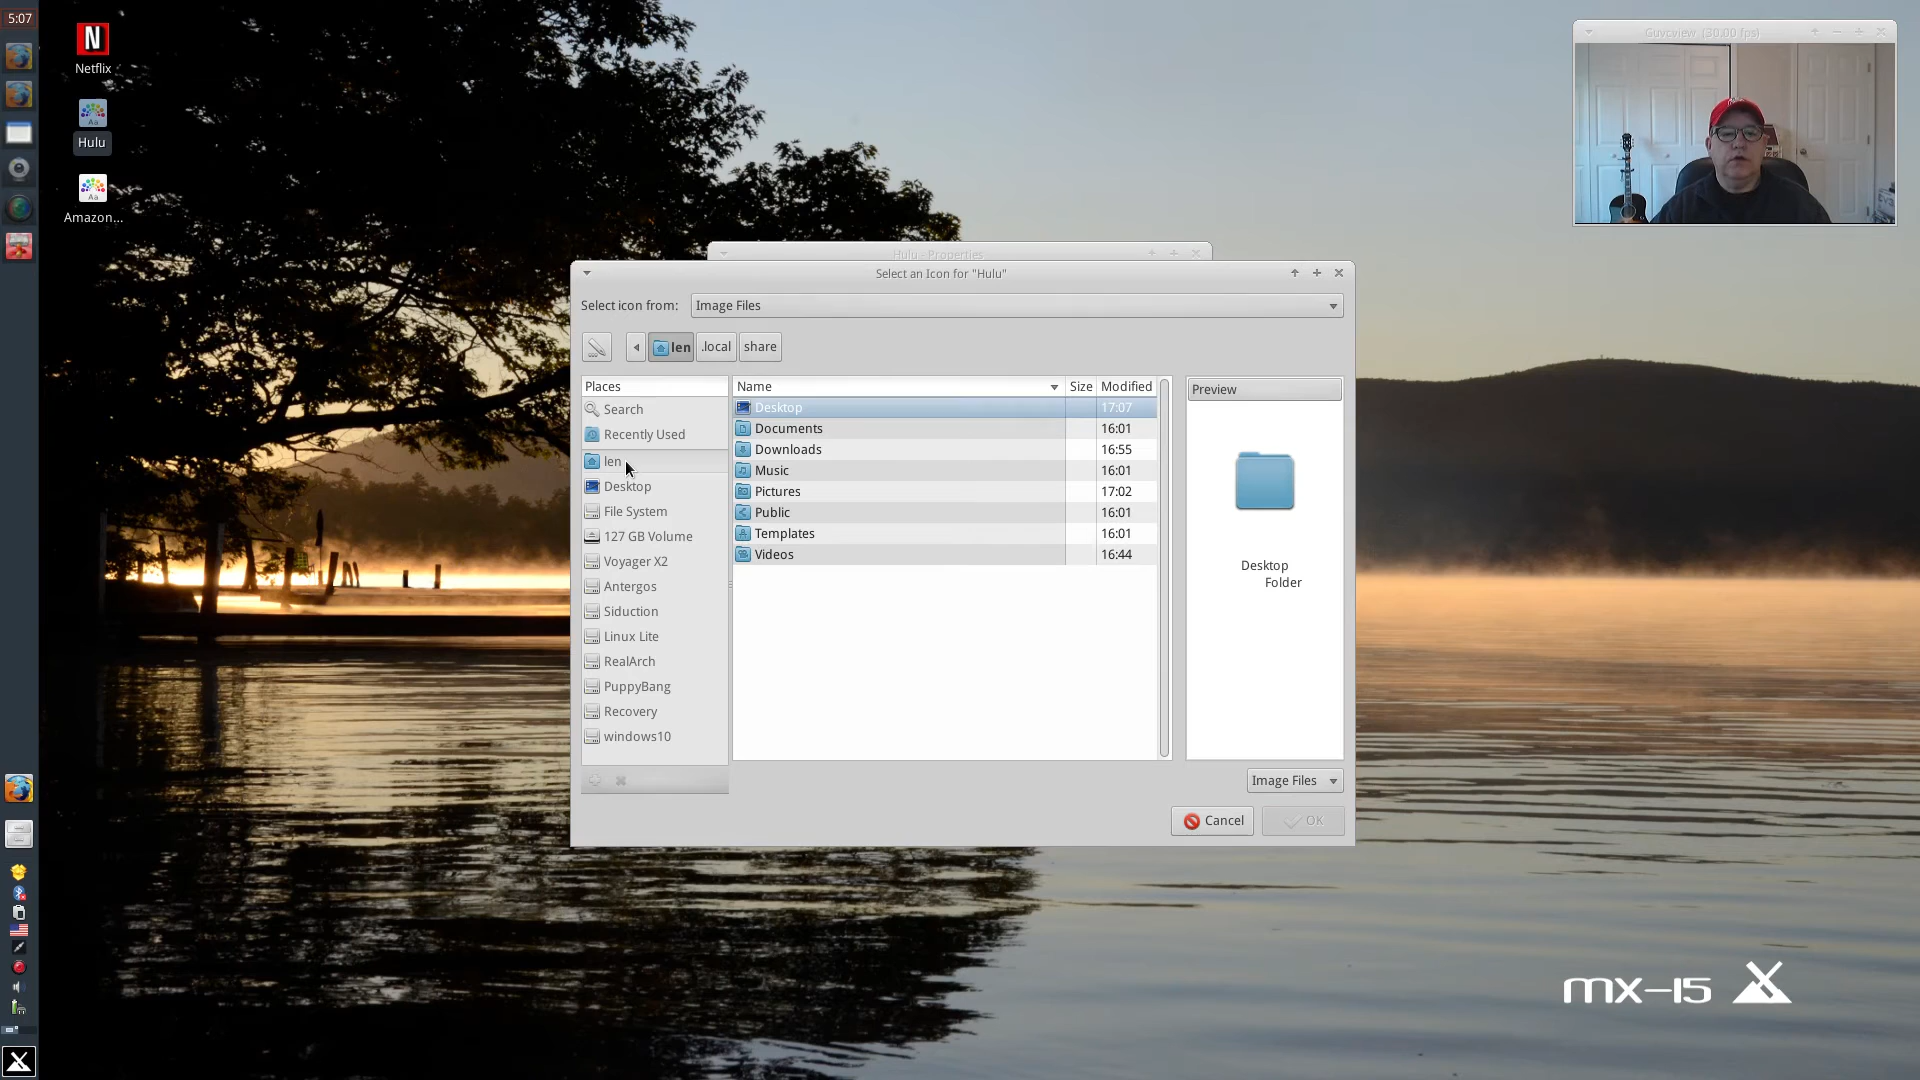 5:07
Netflix
Aa
Hulu
Aa
Amazon...
Guvcview (30.00 fps)
Hulu - Properties
Select an Icon for "Hulu"
Select icon from: Image Files
len .local share
Places
Search
Recently Used
len
Desktop
File System
127 GB Volume
Voyager X2
Antergos
Siduction
Linux Lite
RealArch
PuppyBang
Recovery
windows10
Name Size Modified
Desktop 17:07
Documents 16:01
Downloads 16:55
Music 16:01
Pictures 17:02
Public 16:01
Templates 16:01
Videos 16:44
Preview
Desktop
Folder
Image Files
Cancel OK
mx-15